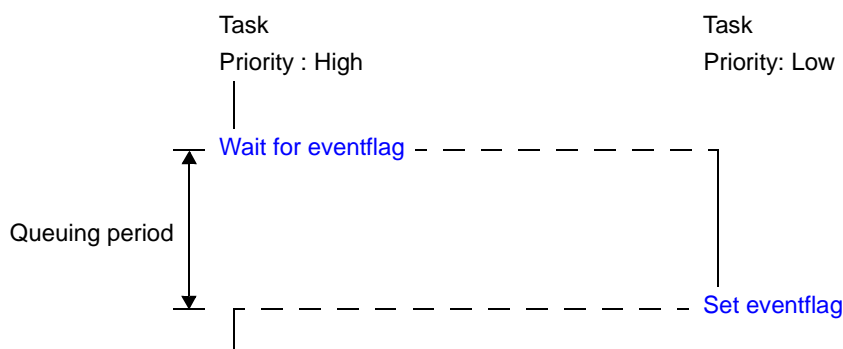 Task
Priority : High
Task
Priority: Low
Wait for eventflag
Queuing period
Set eventflag